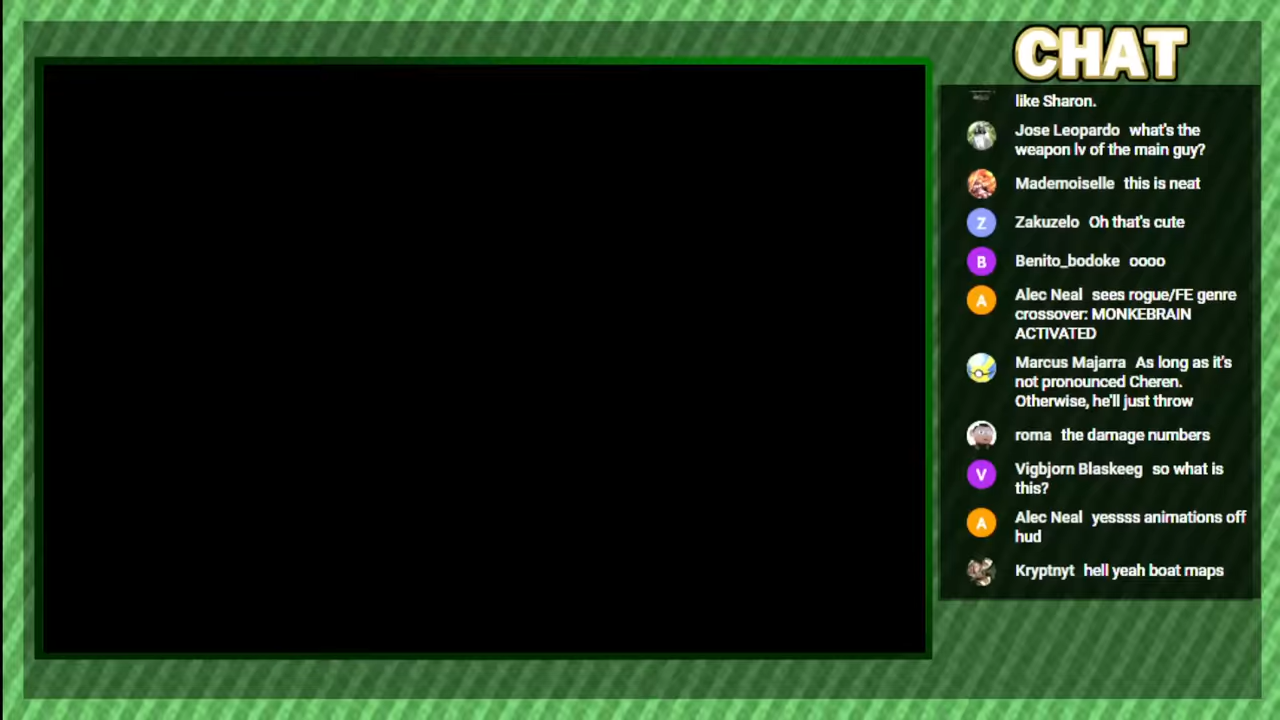 CHAT
like Sharon.
Jose Leopardo what's the
weapon lv of the main guy?
Mademoiselle this is neat
Z Zakuzelo Oh that's cute
B Benito_bodoke oooo
A Alec Neal sees rogue/FE genre
crossover: MONKEBRAIN
ACTIVATED
Marcus Majarra As long as it's
not pronounced Cheren.
Otherwise, he'll just throw
roma the damage numbers
V Vigbjorn Blaskeeg so what is
this?
A Alec Neal yessss animations off
hud
Kryptnyt hell yeah boat maps